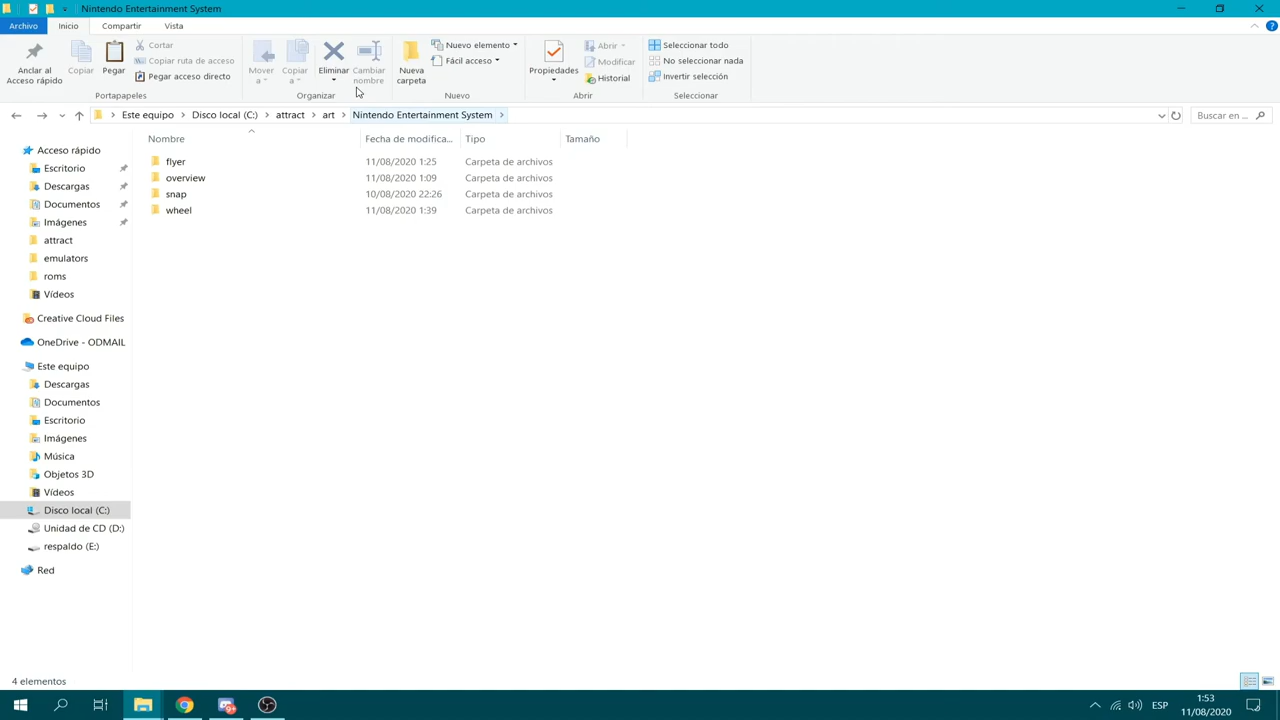 Nintendo Entertainment System
Archivo Inicio Compartir Vista
Anclar al Acceso rápido
Copiar
Pegar
Cortar
Copiar ruta de acceso
Pegar acceso directo
Portapapeles
Mover a
Copiar a
Eliminar
Cambiar nombre
Organizar
Nueva carpeta
Nuevo elemento
Fácil acceso
Nuevo
Propiedades
Abrir
Modificar
Historial
Abrir
Seleccionar todo
No seleccionar nada
Invertir selección
Seleccionar
Este equipo > Disco local (C:) > attract > art > Nintendo Entertainment System >
Buscar en ...
Nombre Fecha de modifica... Tipo Tamaño
flyer 11/08/2020 1:25 Carpeta de archivos
overview 11/08/2020 1:09 Carpeta de archivos
snap 10/08/2020 22:26 Carpeta de archivos
wheel 11/08/2020 1:39 Carpeta de archivos
Acceso rápido
Escritorio
Descargas
Documentos
Imágenes
attract
emulators
roms
Vídeos
Creative Cloud Files
OneDrive - ODMAIL
Este equipo
Descargas
Documentos
Escritorio
Imágenes
Música
Objetos 3D
Vídeos
Disco local (C:)
Unidad de CD (D:)
respaldo (E:)
Red
4 elementos
ESP
1:53
11/08/2020